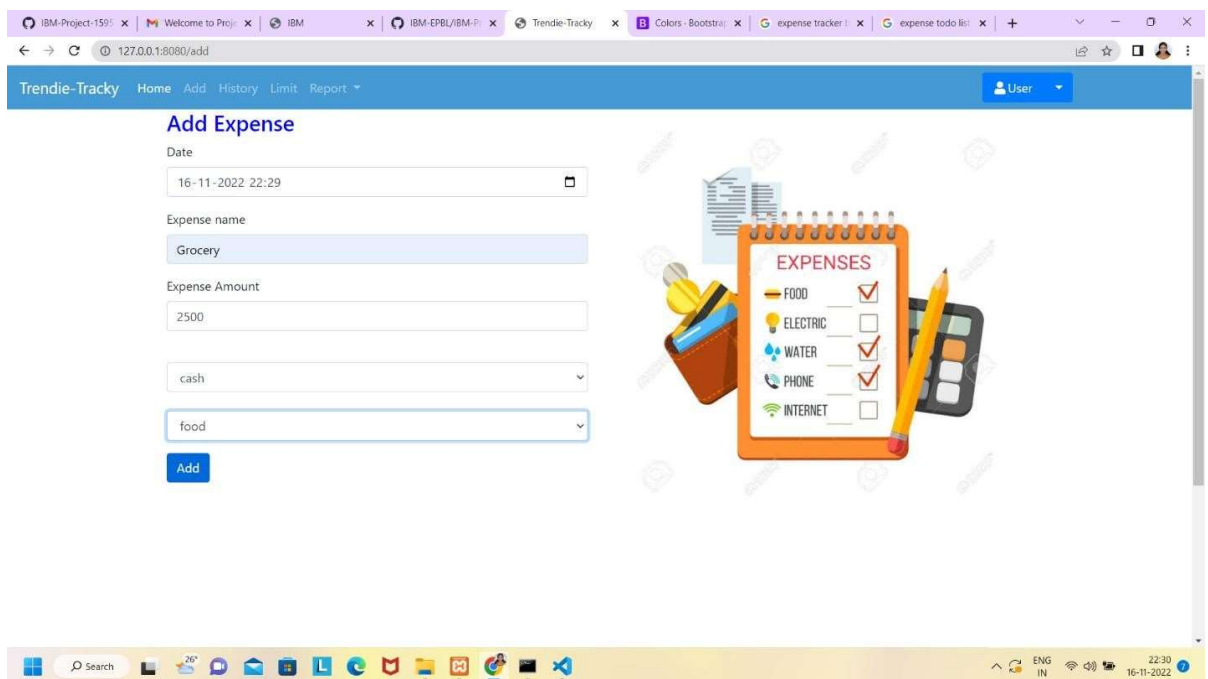 IBM-Project-1595
Welcome to Proje
IBM
IBM-EPBL/IBM-Pr
Trendie-Tracky
Colors · Bootstrap
expense tracker
expense todo list
127.0.0.1:8080/add
Trendie-Tracky Home Add History Limit Report
User
Add Expense
Date
16-11-2022 22:29
Expense name
Grocery
Expense Amount
2500
cash
food
Add
EXPENSES
FOOD
ELECTRIC
WATER
PHONE
INTERNET
26°
Search
ENG
IN
22:30
16-11-2022